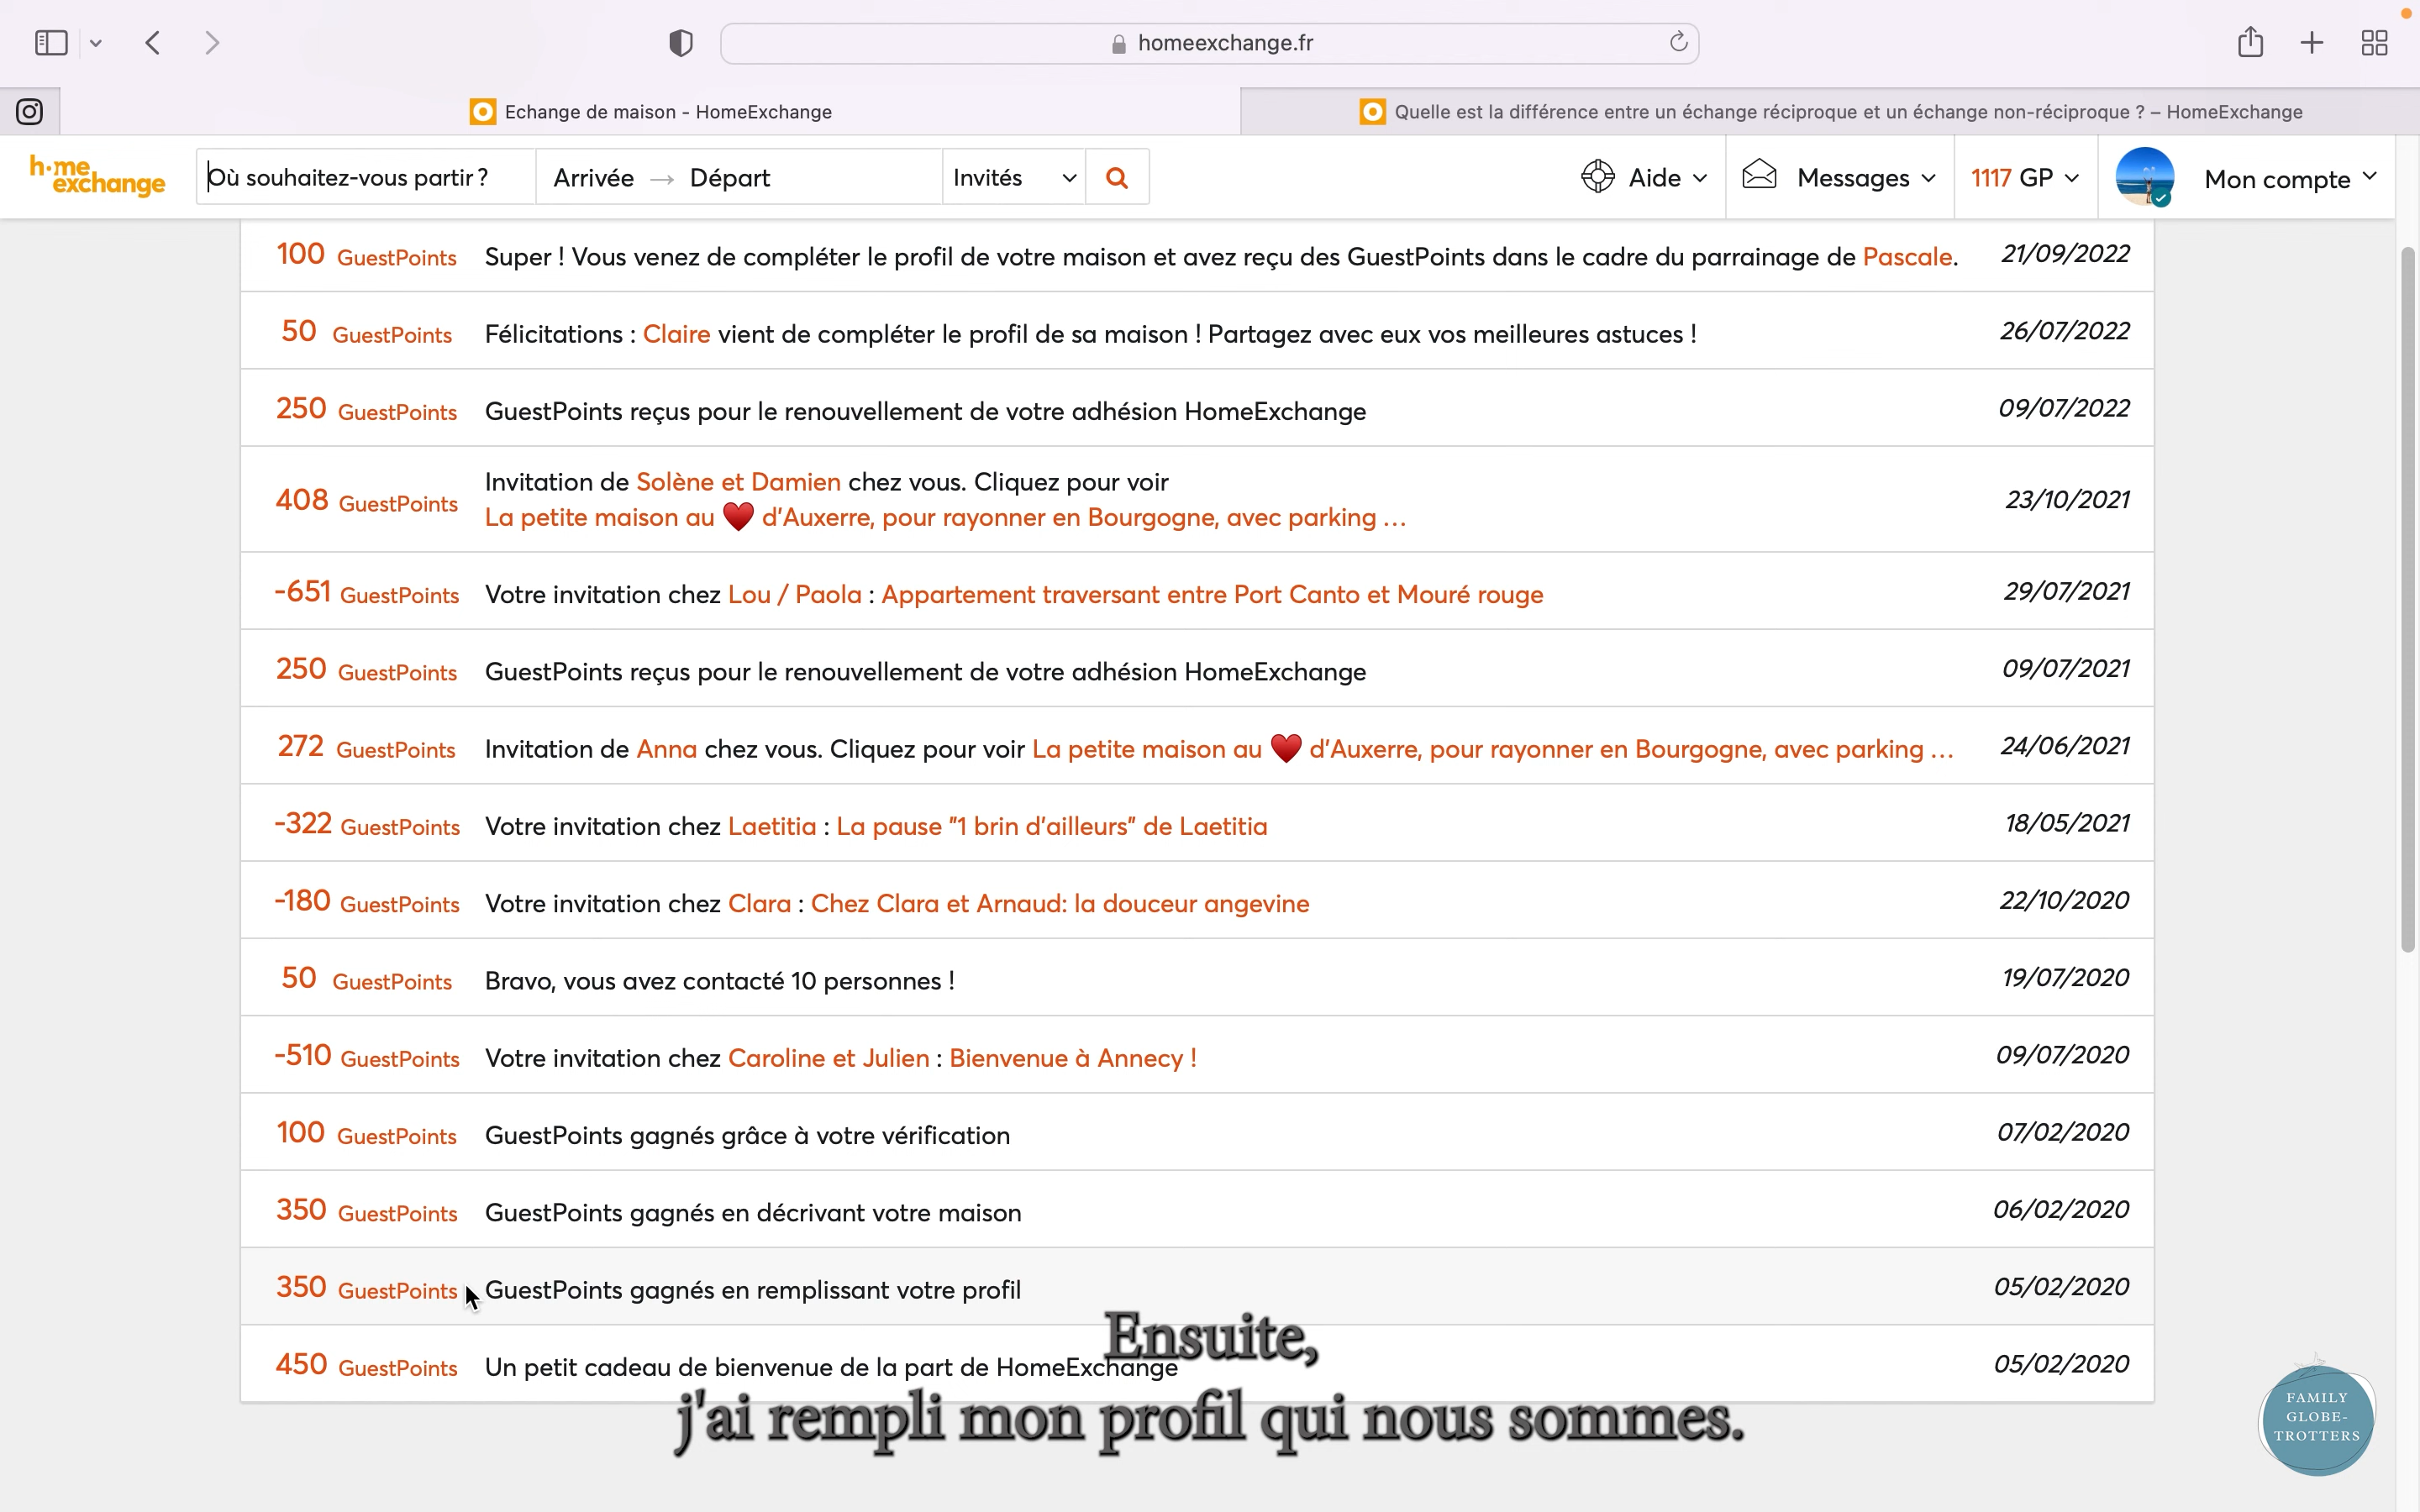 homeexchange.fr
Echange de maison - HomeExchange
Quelle est la différence entre un échange réciproque et un échange non-réciproque ? – HomeExchange
h·me
exchange
Où souhaitez-vous partir ?
Arrivée → Départ
Invités
Aide
Messages
1117 GP
Mon compte
100 GuestPoints Super ! Vous venez de compléter le profil de votre maison et avez reçu des GuestPoints dans le cadre du parrainage de Pascale. 21/09/2022
50 GuestPoints Félicitations : Claire vient de compléter le profil de sa maison ! Partagez avec eux vos meilleures astuces ! 26/07/2022
250 GuestPoints GuestPoints reçus pour le renouvellement de votre adhésion HomeExchange 09/07/2022
408 GuestPoints Invitation de Solène et Damien chez vous. Cliquez pour voir
La petite maison au ❤️ d'Auxerre, pour rayonner en Bourgogne, avec parking ... 23/10/2021
-651 GuestPoints Votre invitation chez Lou / Paola : Appartement traversant entre Port Canto et Mouré rouge 29/07/2021
250 GuestPoints GuestPoints reçus pour le renouvellement de votre adhésion HomeExchange 09/07/2021
272 GuestPoints Invitation de Anna chez vous. Cliquez pour voir La petite maison au ❤️ d'Auxerre, pour rayonner en Bourgogne, avec parking ... 24/06/2021
-322 GuestPoints Votre invitation chez Laetitia : La pause "1 brin d'ailleurs" de Laetitia 18/05/2021
-180 GuestPoints Votre invitation chez Clara : Chez Clara et Arnaud: la douceur angevine 22/10/2020
50 GuestPoints Bravo, vous avez contacté 10 personnes ! 19/07/2020
-510 GuestPoints Votre invitation chez Caroline et Julien : Bienvenue à Annecy ! 09/07/2020
100 GuestPoints GuestPoints gagnés grâce à votre vérification 07/02/2020
350 GuestPoints GuestPoints gagnés en décrivant votre maison 06/02/2020
350 GuestPoints GuestPoints gagnés en remplissant votre profil 05/02/2020
450 GuestPoints Un petit cadeau de bienvenue de la part de HomeExchange 05/02/2020
Ensuite,
j'ai rempli mon profil qui nous sommes.
FAMILY
GLOBE-
TROTTERS